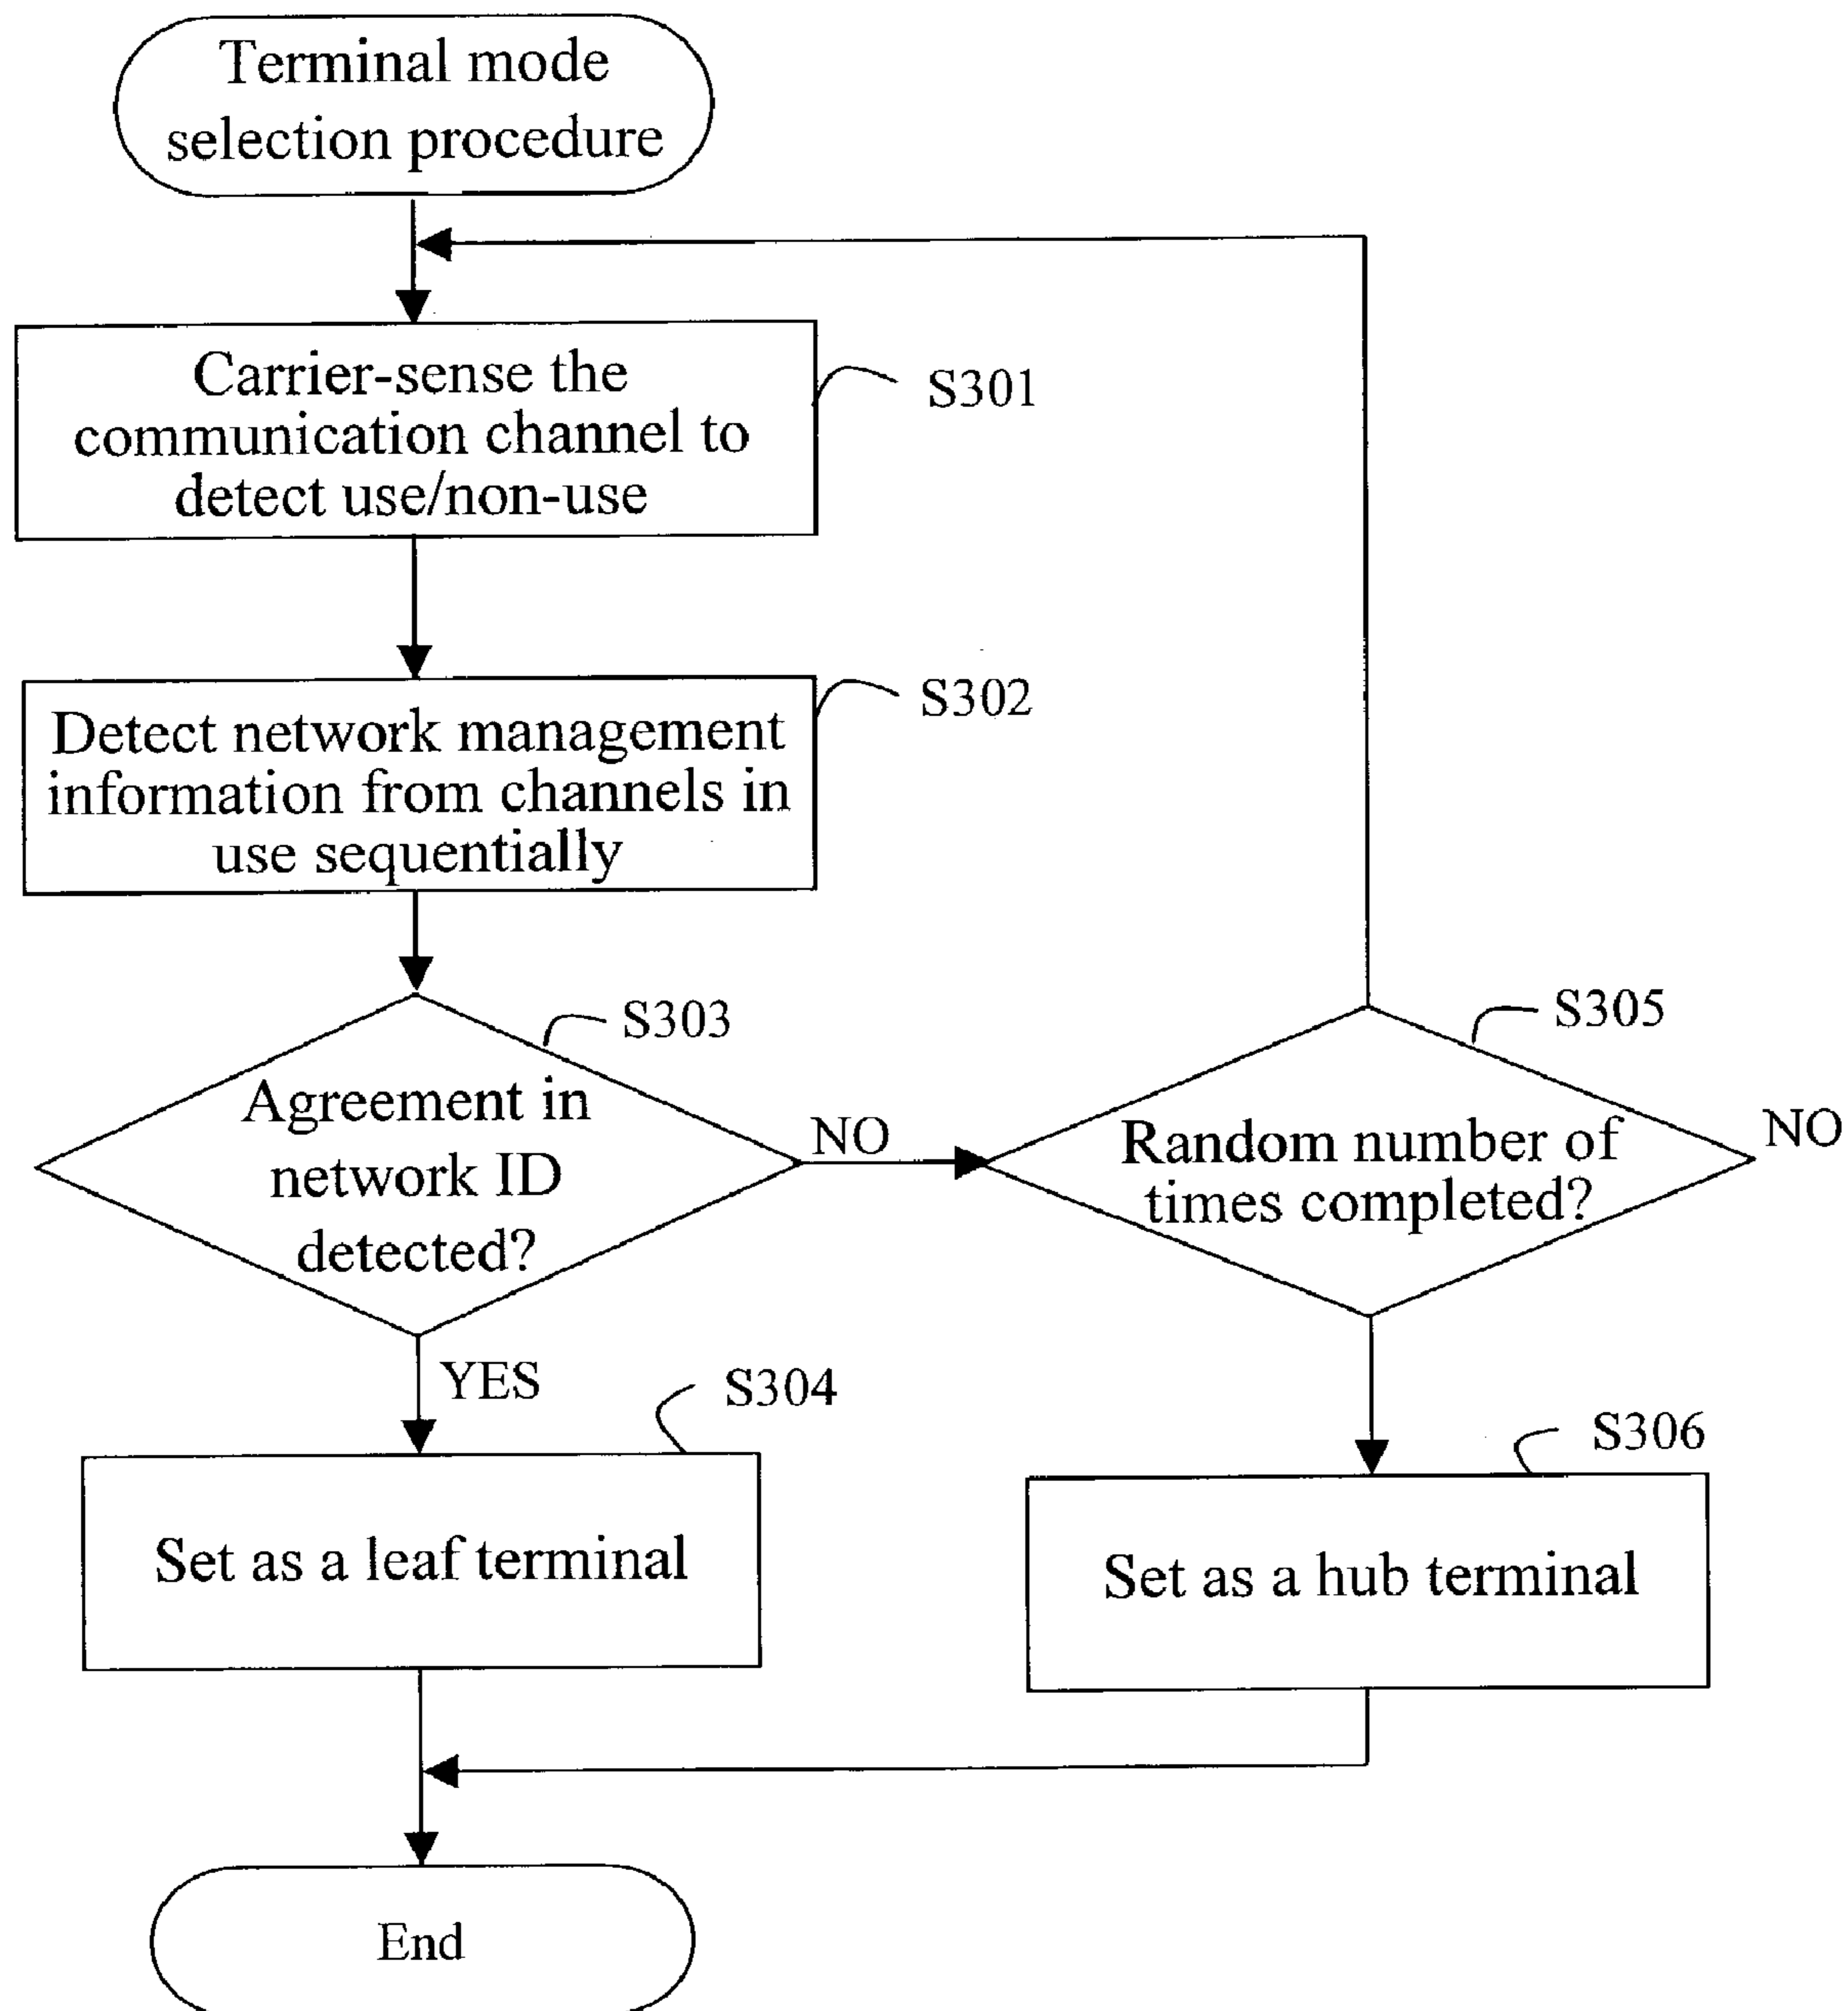 Terminal mode
selection procedure
Carrier-sense the
communication channel to
detect use/non-use
S301
Detect network management
information from channels in
use sequentially
S302
S303
Agreement in
network ID
detected?
NO
S305
Random number of
times completed?
NO
YES
S304
Set as a leaf terminal
S306
Set as a hub terminal
End